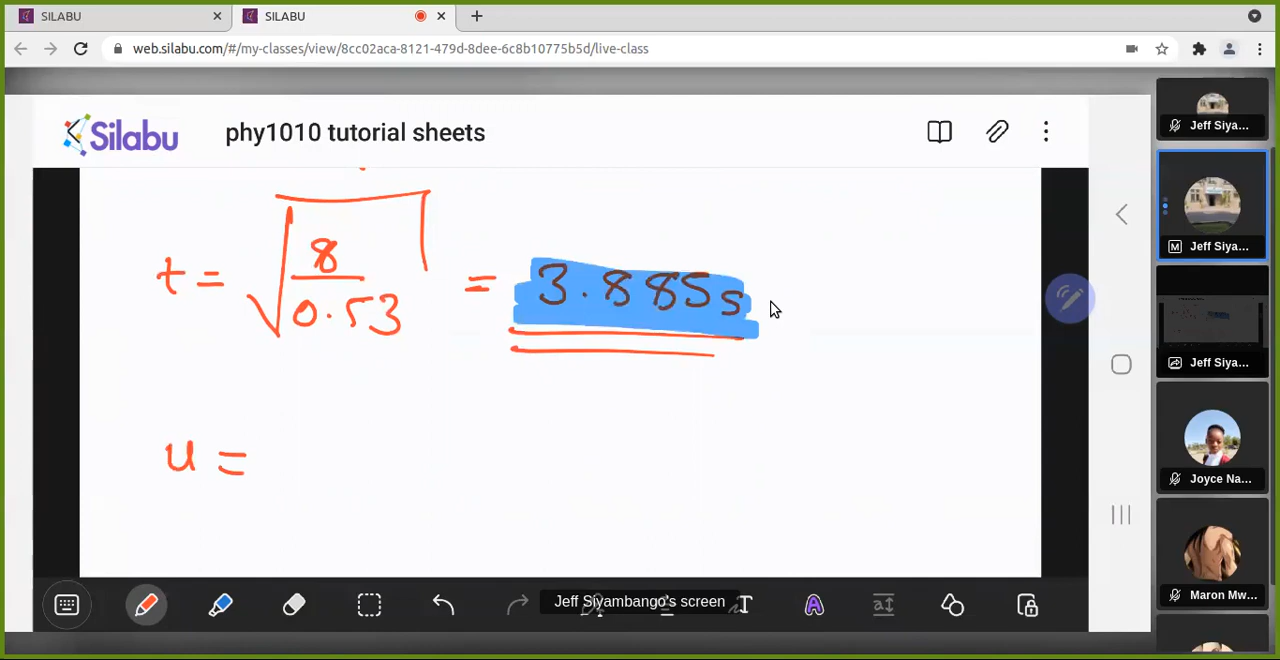 SILABU
SILABU
web.silabu.com/#/my-classes/view/8cc02aca-8121-479d-8dee-6c8b10775b5d/live-class
Silabu
phy1010 tutorial sheets
t = √(8/0.53) = 3.885s
u =
Jeff Siyambango's screen
Jeff Siya...
M Jeff Siya...
Jeff Siya...
Joyce Na...
Maron Mw...